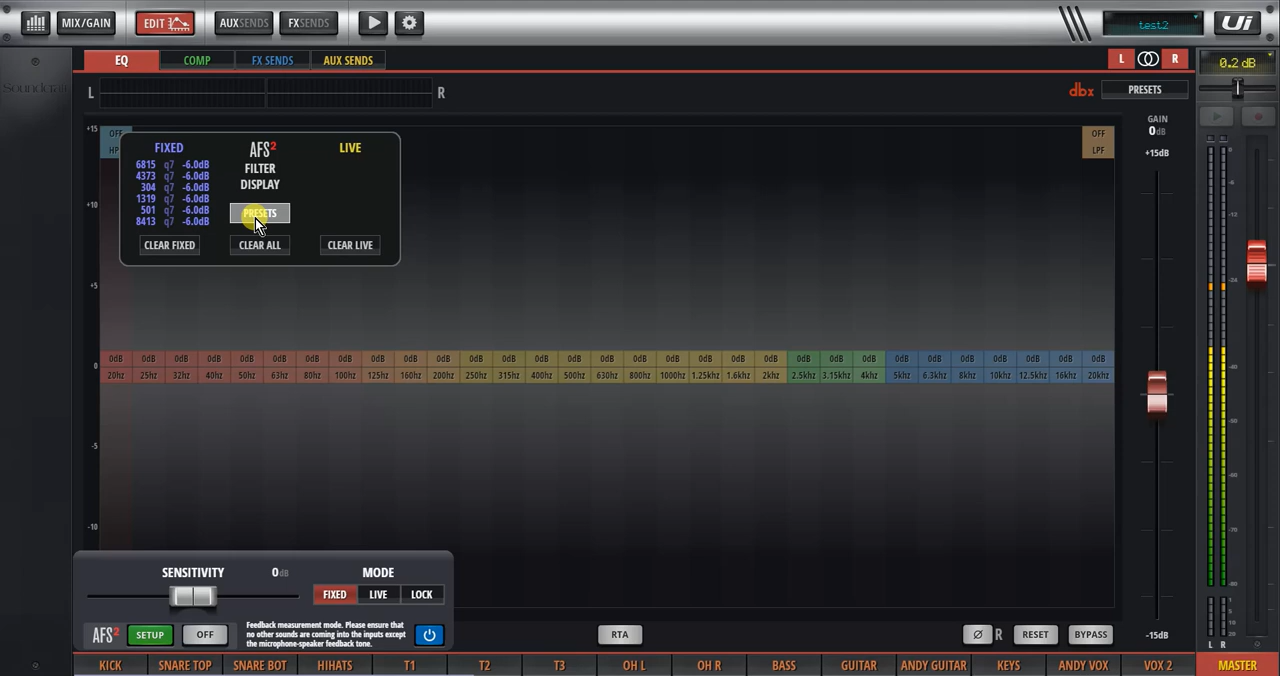 MIX/GAIN EDIT AUXSENDS FXSENDS test2 Ui
EQ COMP FX SENDS AUX SENDS L R 0.2 dB
Soundcraft
L R dbx PRESETS
GAIN
0dB
+15dB
+15 OFF HPF
OFF LPF
FIXED AFS2 LIVE
FILTER
DISPLAY
6815 q7 -6.0dB
4373 q7 -6.0dB
304 q7 -6.0dB
1319 q7 -6.0dB
501 q7 -6.0dB
8413 q7 -6.0dB
PRESETS
CLEAR FIXED CLEAR ALL CLEAR LIVE
+10
+5
0
-5
-10
0dB 0dB 0dB 0dB 0dB 0dB 0dB 0dB 0dB 0dB 0dB 0dB 0dB 0dB 0dB 0dB 0dB 0dB 0dB 0dB 0dB 0dB 0dB 0dB 0dB 0dB 0dB 0dB 0dB 0dB 0dB
20hz 25hz 32hz 40hz 50hz 63hz 80hz 100hz 125hz 160hz 200hz 250hz 315hz 400hz 500hz 630hz 800hz 1000hz 1.25khz 1.6khz 2khz 2.5khz 3.15khz 4khz 5khz 6.3khz 8khz 10khz 12.5khz 16khz 20khz
SENSITIVITY 0dB MODE
FIXED LIVE LOCK
AFS2 SETUP OFF
Feedback measurement mode. Please ensure that
no other sounds are coming into the inputs except
the microphone-speaker feedback tone.
RTA Ø R RESET BYPASS -15dB
L R
KICK SNARE TOP SNARE BOT HIHATS T1 T2 T3 OH L OH R BASS GUITAR ANDY GUITAR KEYS ANDY VOX VOX 2 MASTER